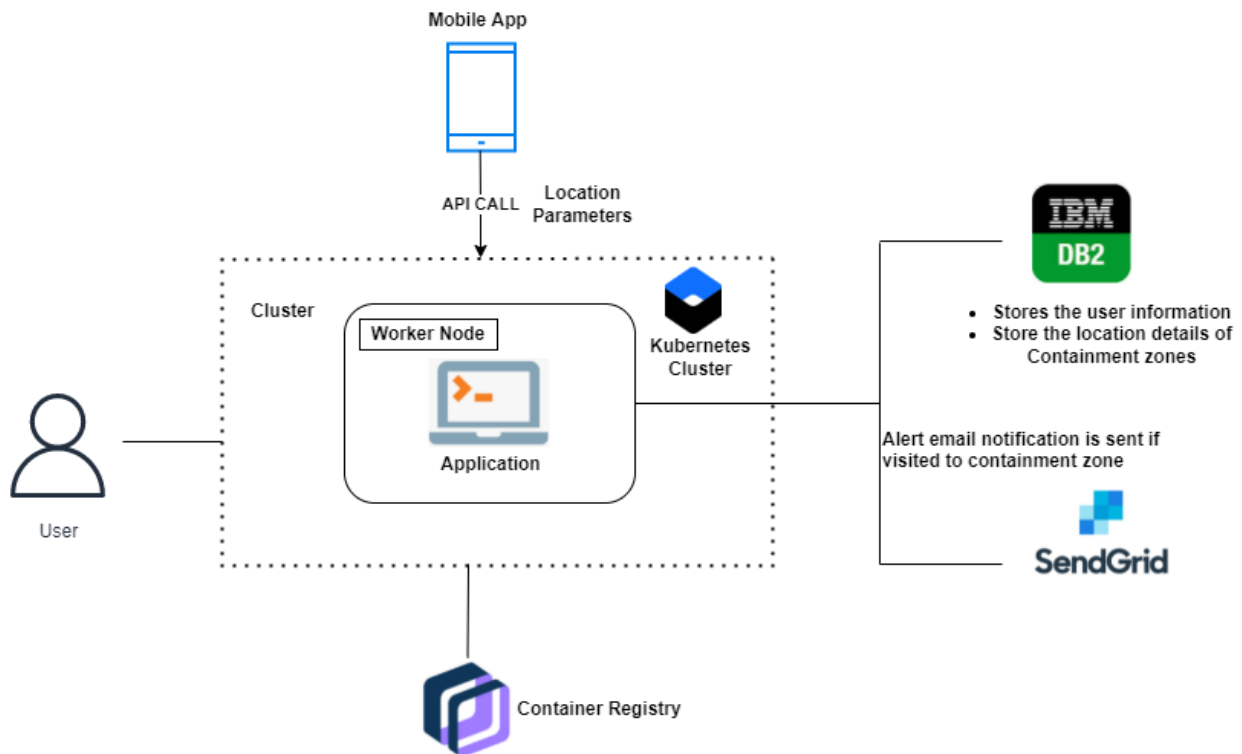 Mobile App
API CALL
Location
Parameters
IBM
DB2
Stores the user information
Store the location details of
Containment zones
Cluster
Worker Node
Kubernetes
Cluster
Application
User
Alert email notification is sent if
visited to containment zone
SendGrid
Container Registry